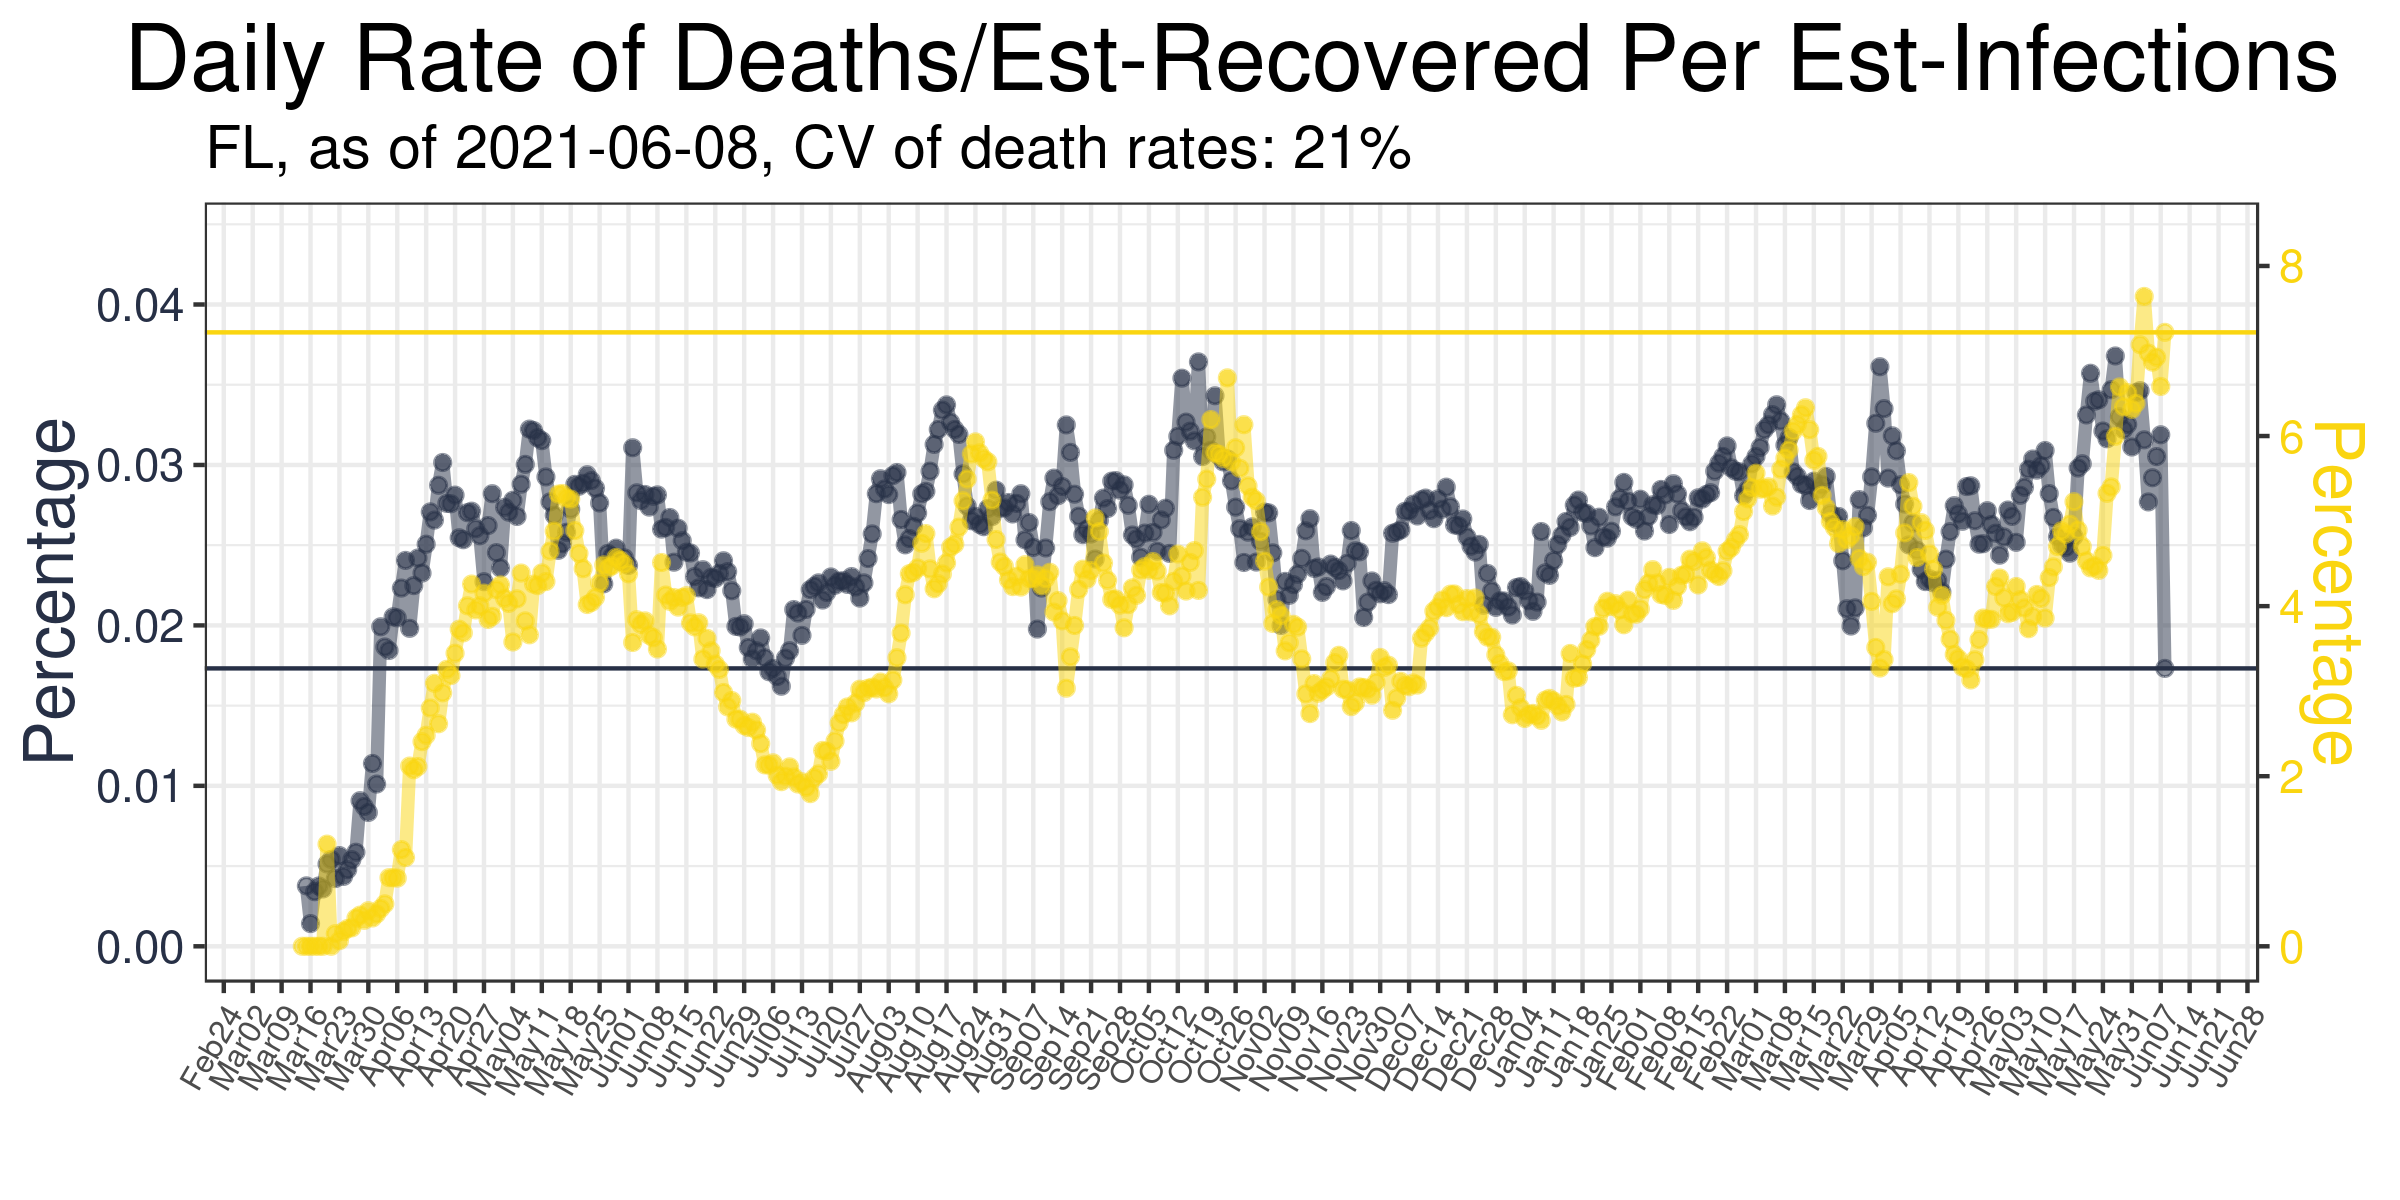 Daily Rate of Deaths/Est-Recovered Per Est-Infections
FL, as of 2021-06-08, CV of death rates: 21%
Percentage
0.04
0.03
0.02
0.01
0.00
8
6
4
2
0
Percentage
Feb24
Mar02
Mar09
Mar16
Mar23
Mar30
Apr06
Apr13
Apr20
Apr27
May04
May11
May18
May25
Jun01
Jun08
Jun15
Jun22
Jun29
Jul06
Jul13
Jul20
Jul27
Aug03
Aug10
Aug17
Aug24
Aug31
Sep07
Sep14
Sep21
Sep28
Oct05
Oct12
Oct19
Oct26
Nov02
Nov09
Nov16
Nov23
Nov30
Dec07
Dec14
Dec21
Dec28
Jan04
Jan11
Jan18
Jan25
Feb01
Feb08
Feb15
Feb22
Mar01
Mar08
Mar15
Mar22
Mar29
Apr05
Apr12
Apr19
Apr26
May03
May10
May17
May24
May31
Jun07
Jun14
Jun21
Jun28